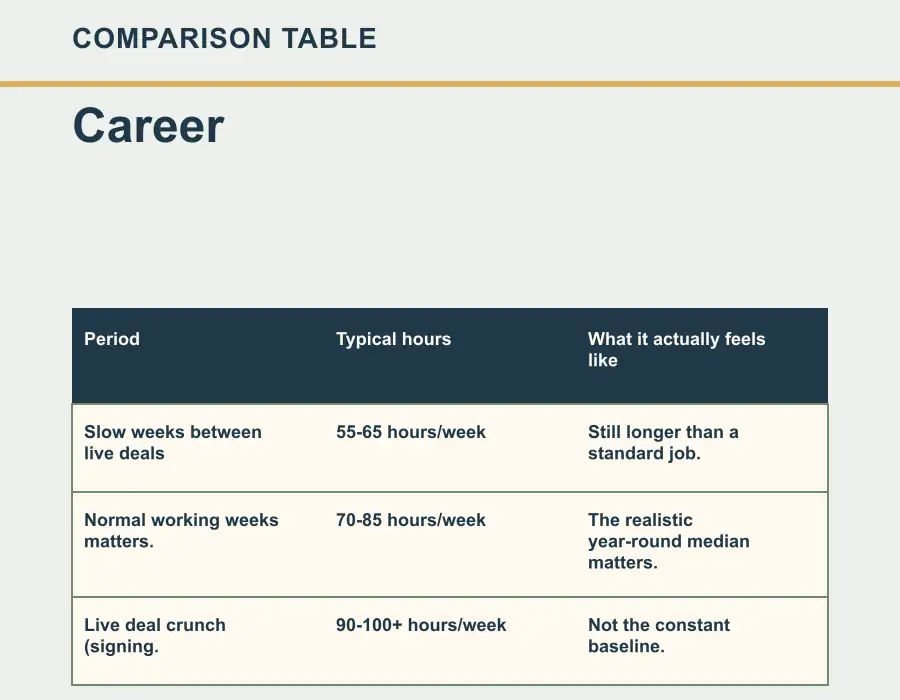 COMPARISON TABLE
Career
Period
Typical hours
What it actually feels
like
Slow weeks between
live deals
55-65 hours/week
Still longer than a
standard job.
Normal working weeks
matters.
70-85 hours/week
The realistic
year-round median
matters.
Live deal crunch
(signing.
90-100+ hours/week
Not the constant
baseline.